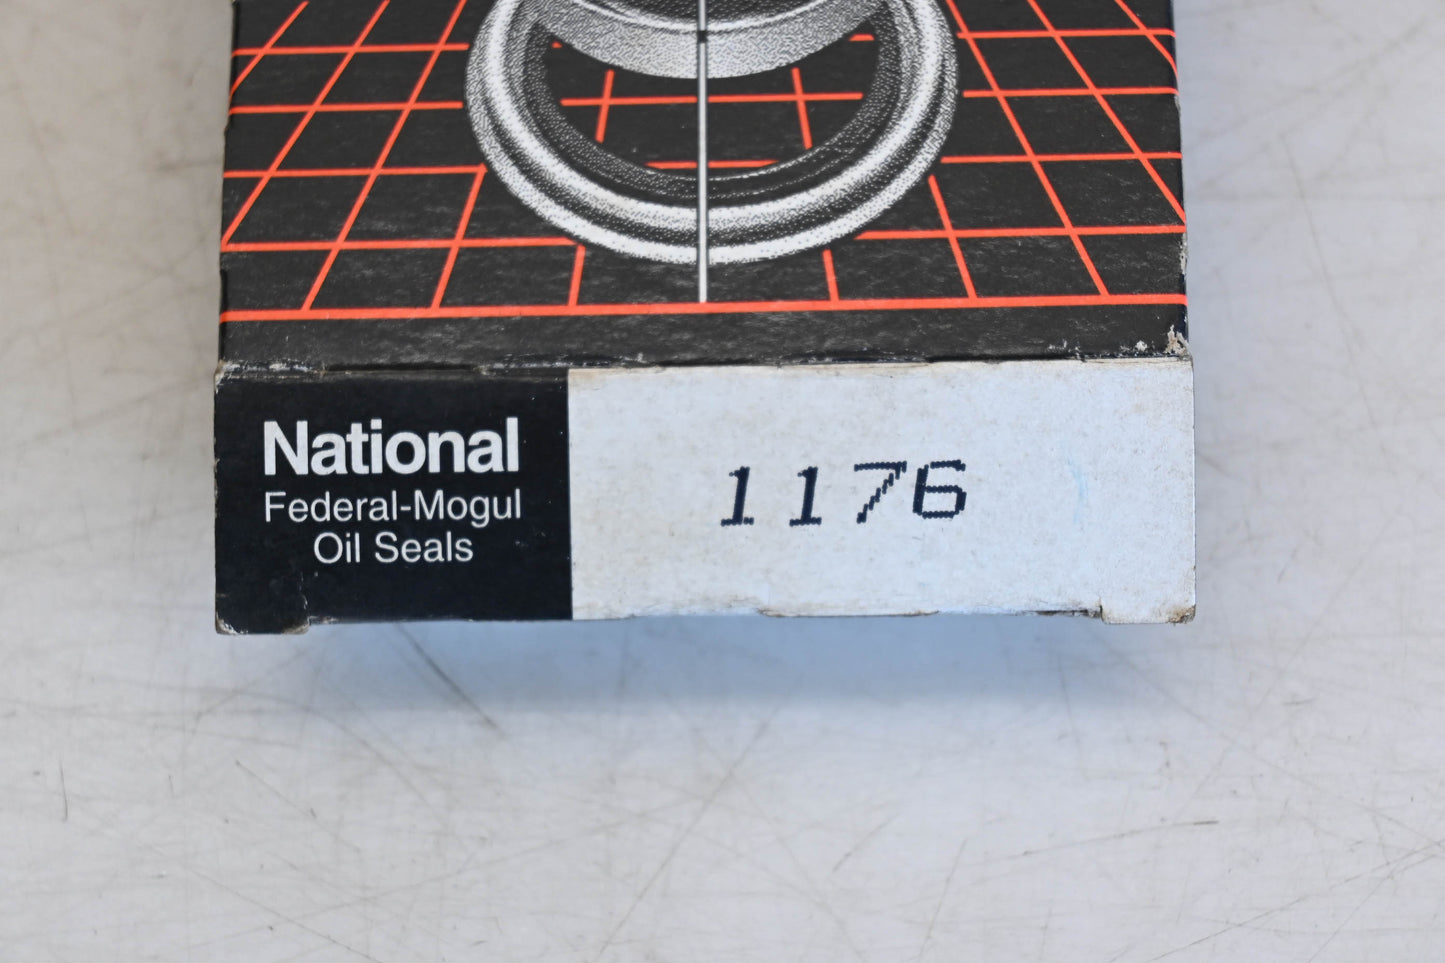 National
Federal-Mogul
Oil Seals
1176